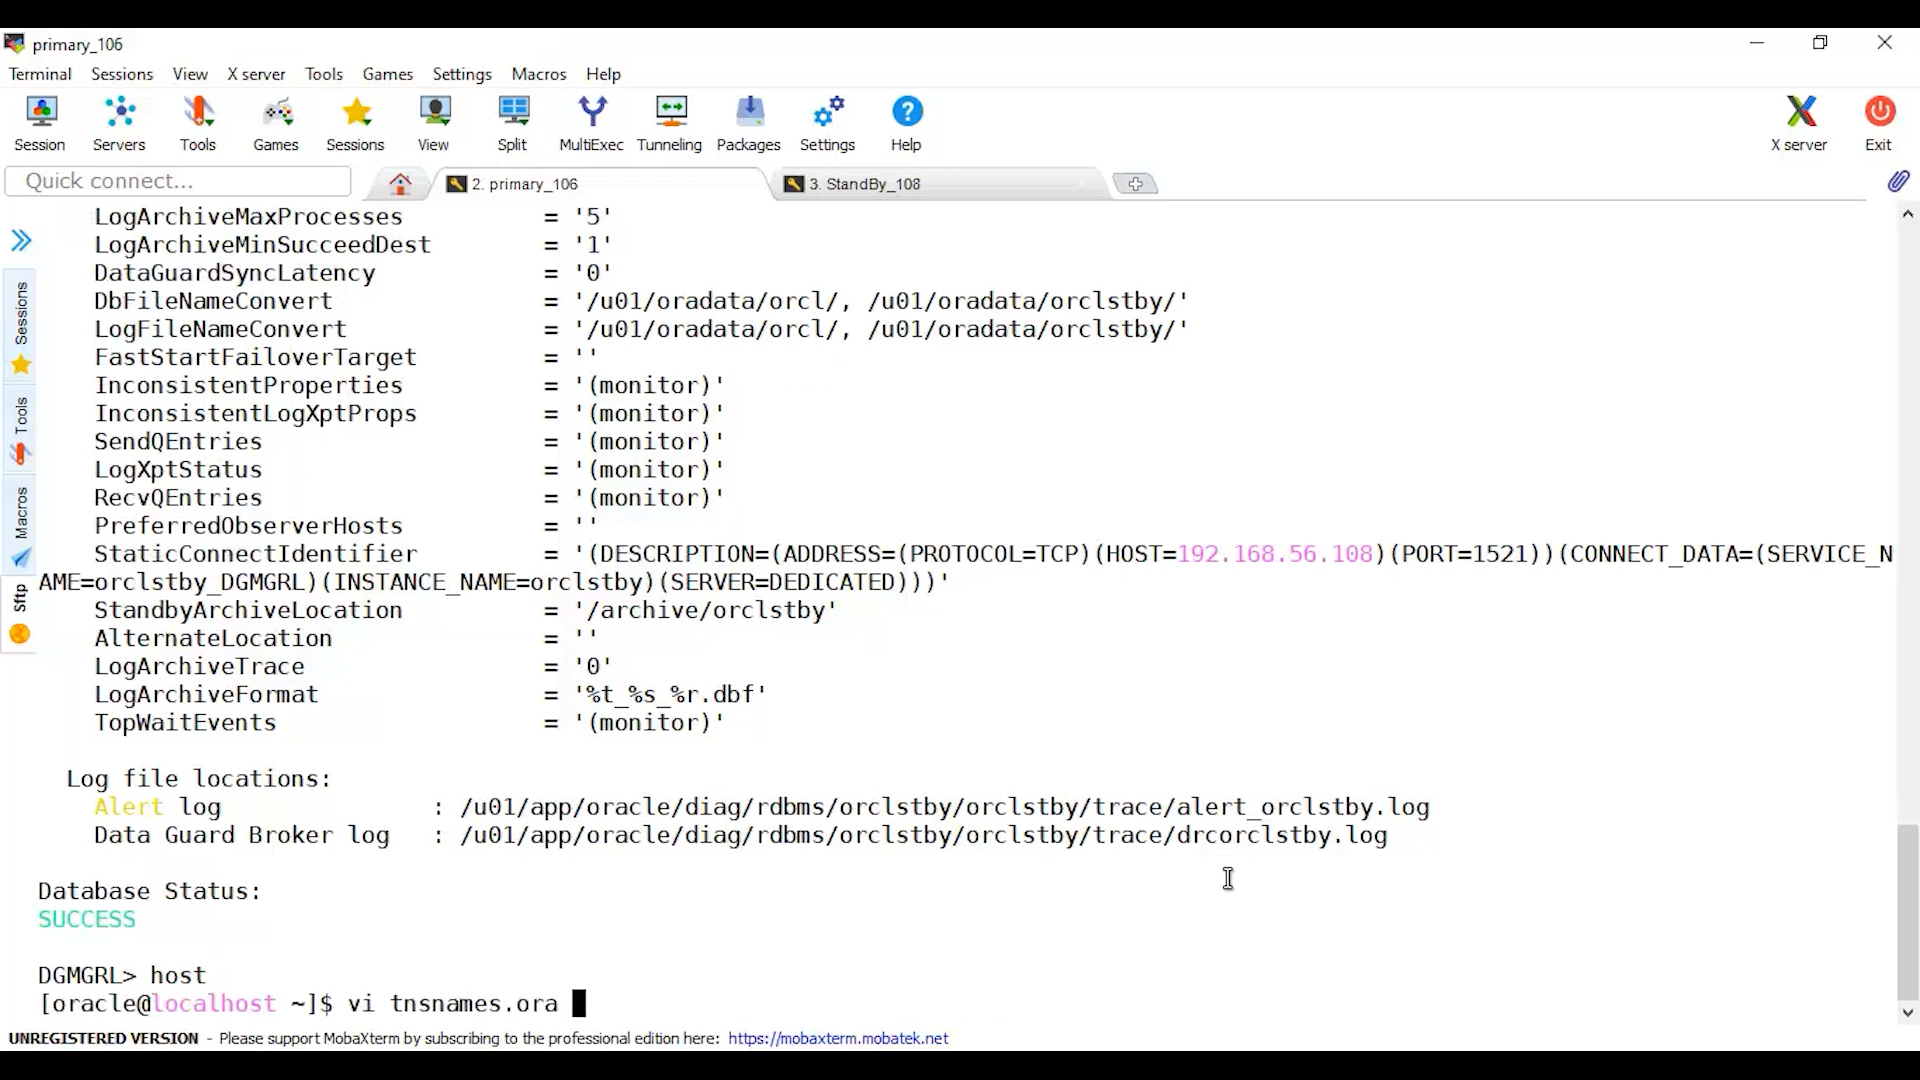 primary_106
Terminal Sessions View X server Tools Games Settings Macros Help
Session Servers Tools Games Sessions View Split MultiExec Tunneling Packages Settings Help X server Exit
Quick connect... 2. primary_106 3. StandBy_108
Sessions
Tools
Macros
Sftp
LogArchiveMaxProcesses = '5'
LogArchiveMinSucceedDest = '1'
DataGuardSyncLatency = '0'
DbFileNameConvert = '/u01/oradata/orcl/, /u01/oradata/orclstby/'
LogFileNameConvert = '/u01/oradata/orcl/, /u01/oradata/orclstby/'
FastStartFailoverTarget = ''
InconsistentProperties = '(monitor)'
InconsistentLogXptProps = '(monitor)'
SendQEntries = '(monitor)'
LogXptStatus = '(monitor)'
RecvQEntries = '(monitor)'
PreferredObserverHosts = ''
StaticConnectIdentifier = '(DESCRIPTION=(ADDRESS=(PROTOCOL=TCP)(HOST=192.168.56.108)(PORT=1521))(CONNECT_DATA=(SERVICE_N
AME=orclstby_DGMGRL)(INSTANCE_NAME=orclstby)(SERVER=DEDICATED)))'
StandbyArchiveLocation = '/archive/orclstby'
AlternateLocation = ''
LogArchiveTrace = '0'
LogArchiveFormat = '%t_%s_%r.dbf'
TopWaitEvents = '(monitor)'
Log file locations:
Alert log : /u01/app/oracle/diag/rdbms/orclstby/orclstby/trace/alert_orclstby.log
Data Guard Broker log : /u01/app/oracle/diag/rdbms/orclstby/orclstby/trace/drcorclstby.log
Database Status:
SUCCESS
DGMGRL> host
[oracle@localhost ~]$ vi tnsnames.ora
UNREGISTERED VERSION - Please support MobaXterm by subscribing to the professional edition here: https://mobaxterm.mobatek.net